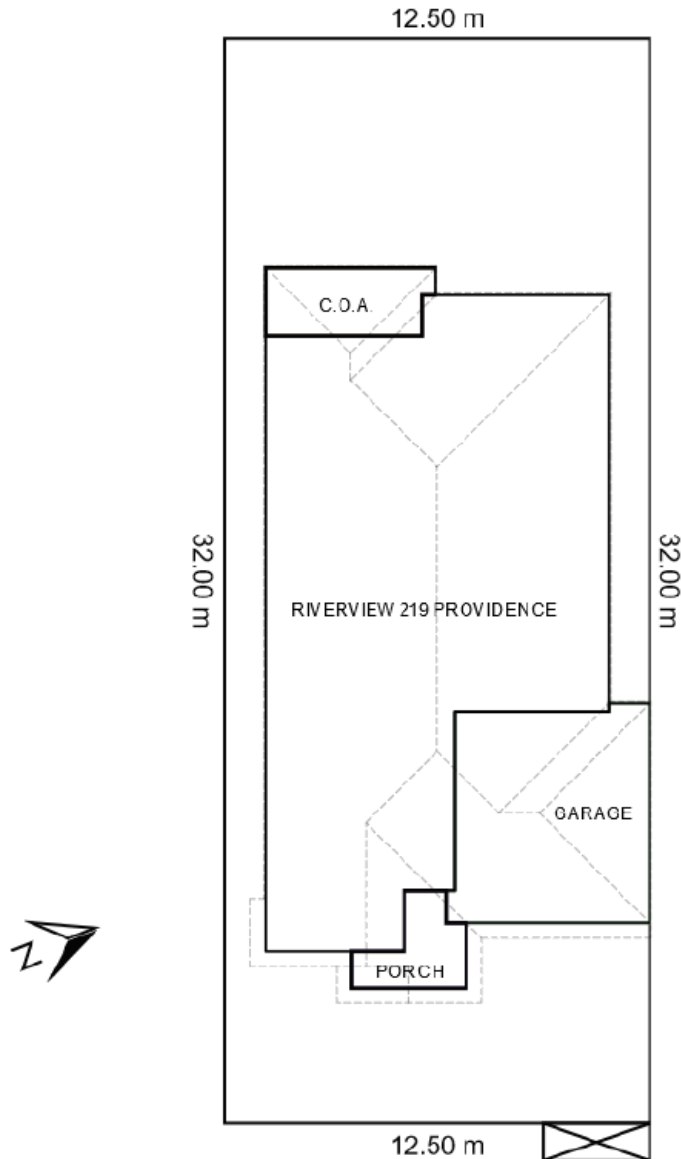 12.50 m
C.O.A.
32.00 m
32.00 m
RIVERVIEW 219 PROVIDENCE
GARAGE
N
PORCH
12.50 m